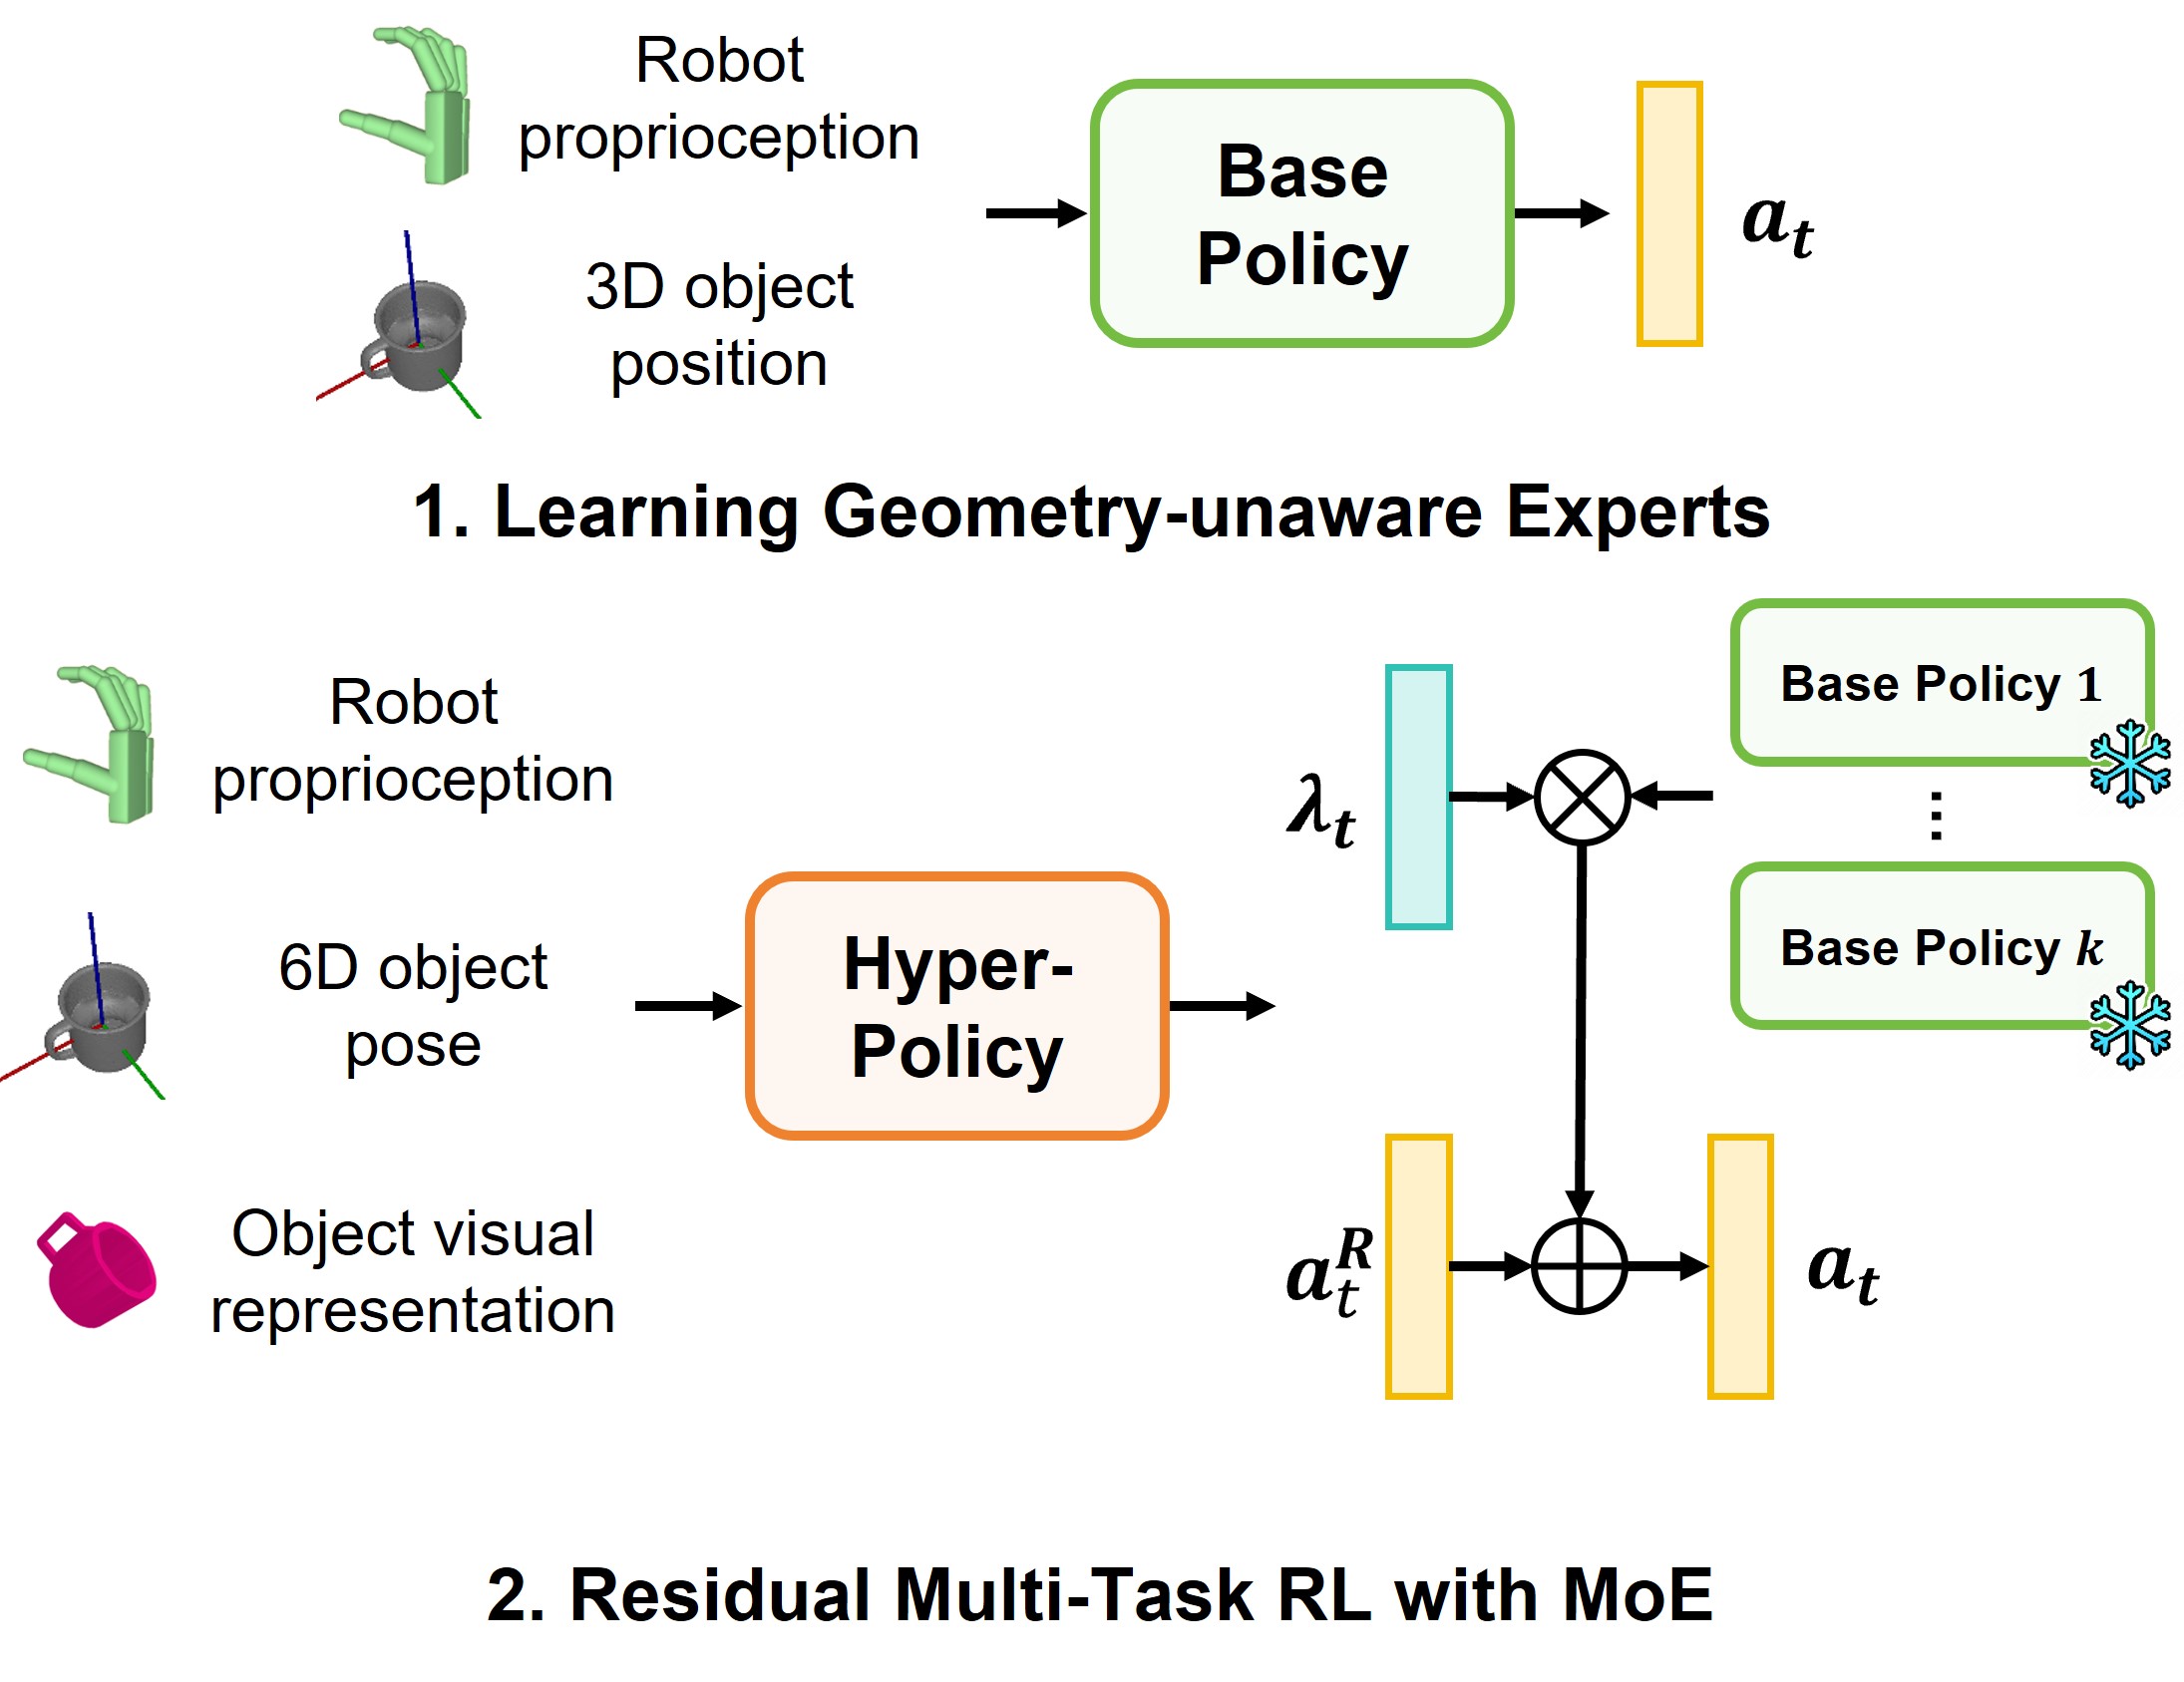 Robot
proprioception
3D object
position
Base
Policy
a_t
1. Learning Geometry-unaware Experts
Robot
proprioception
6D object
pose
Object visual
representation
Hyper-
Policy
λ_t
Base Policy 1
⋮
Base Policy k
a_t^R
a_t
2. Residual Multi-Task RL with MoE